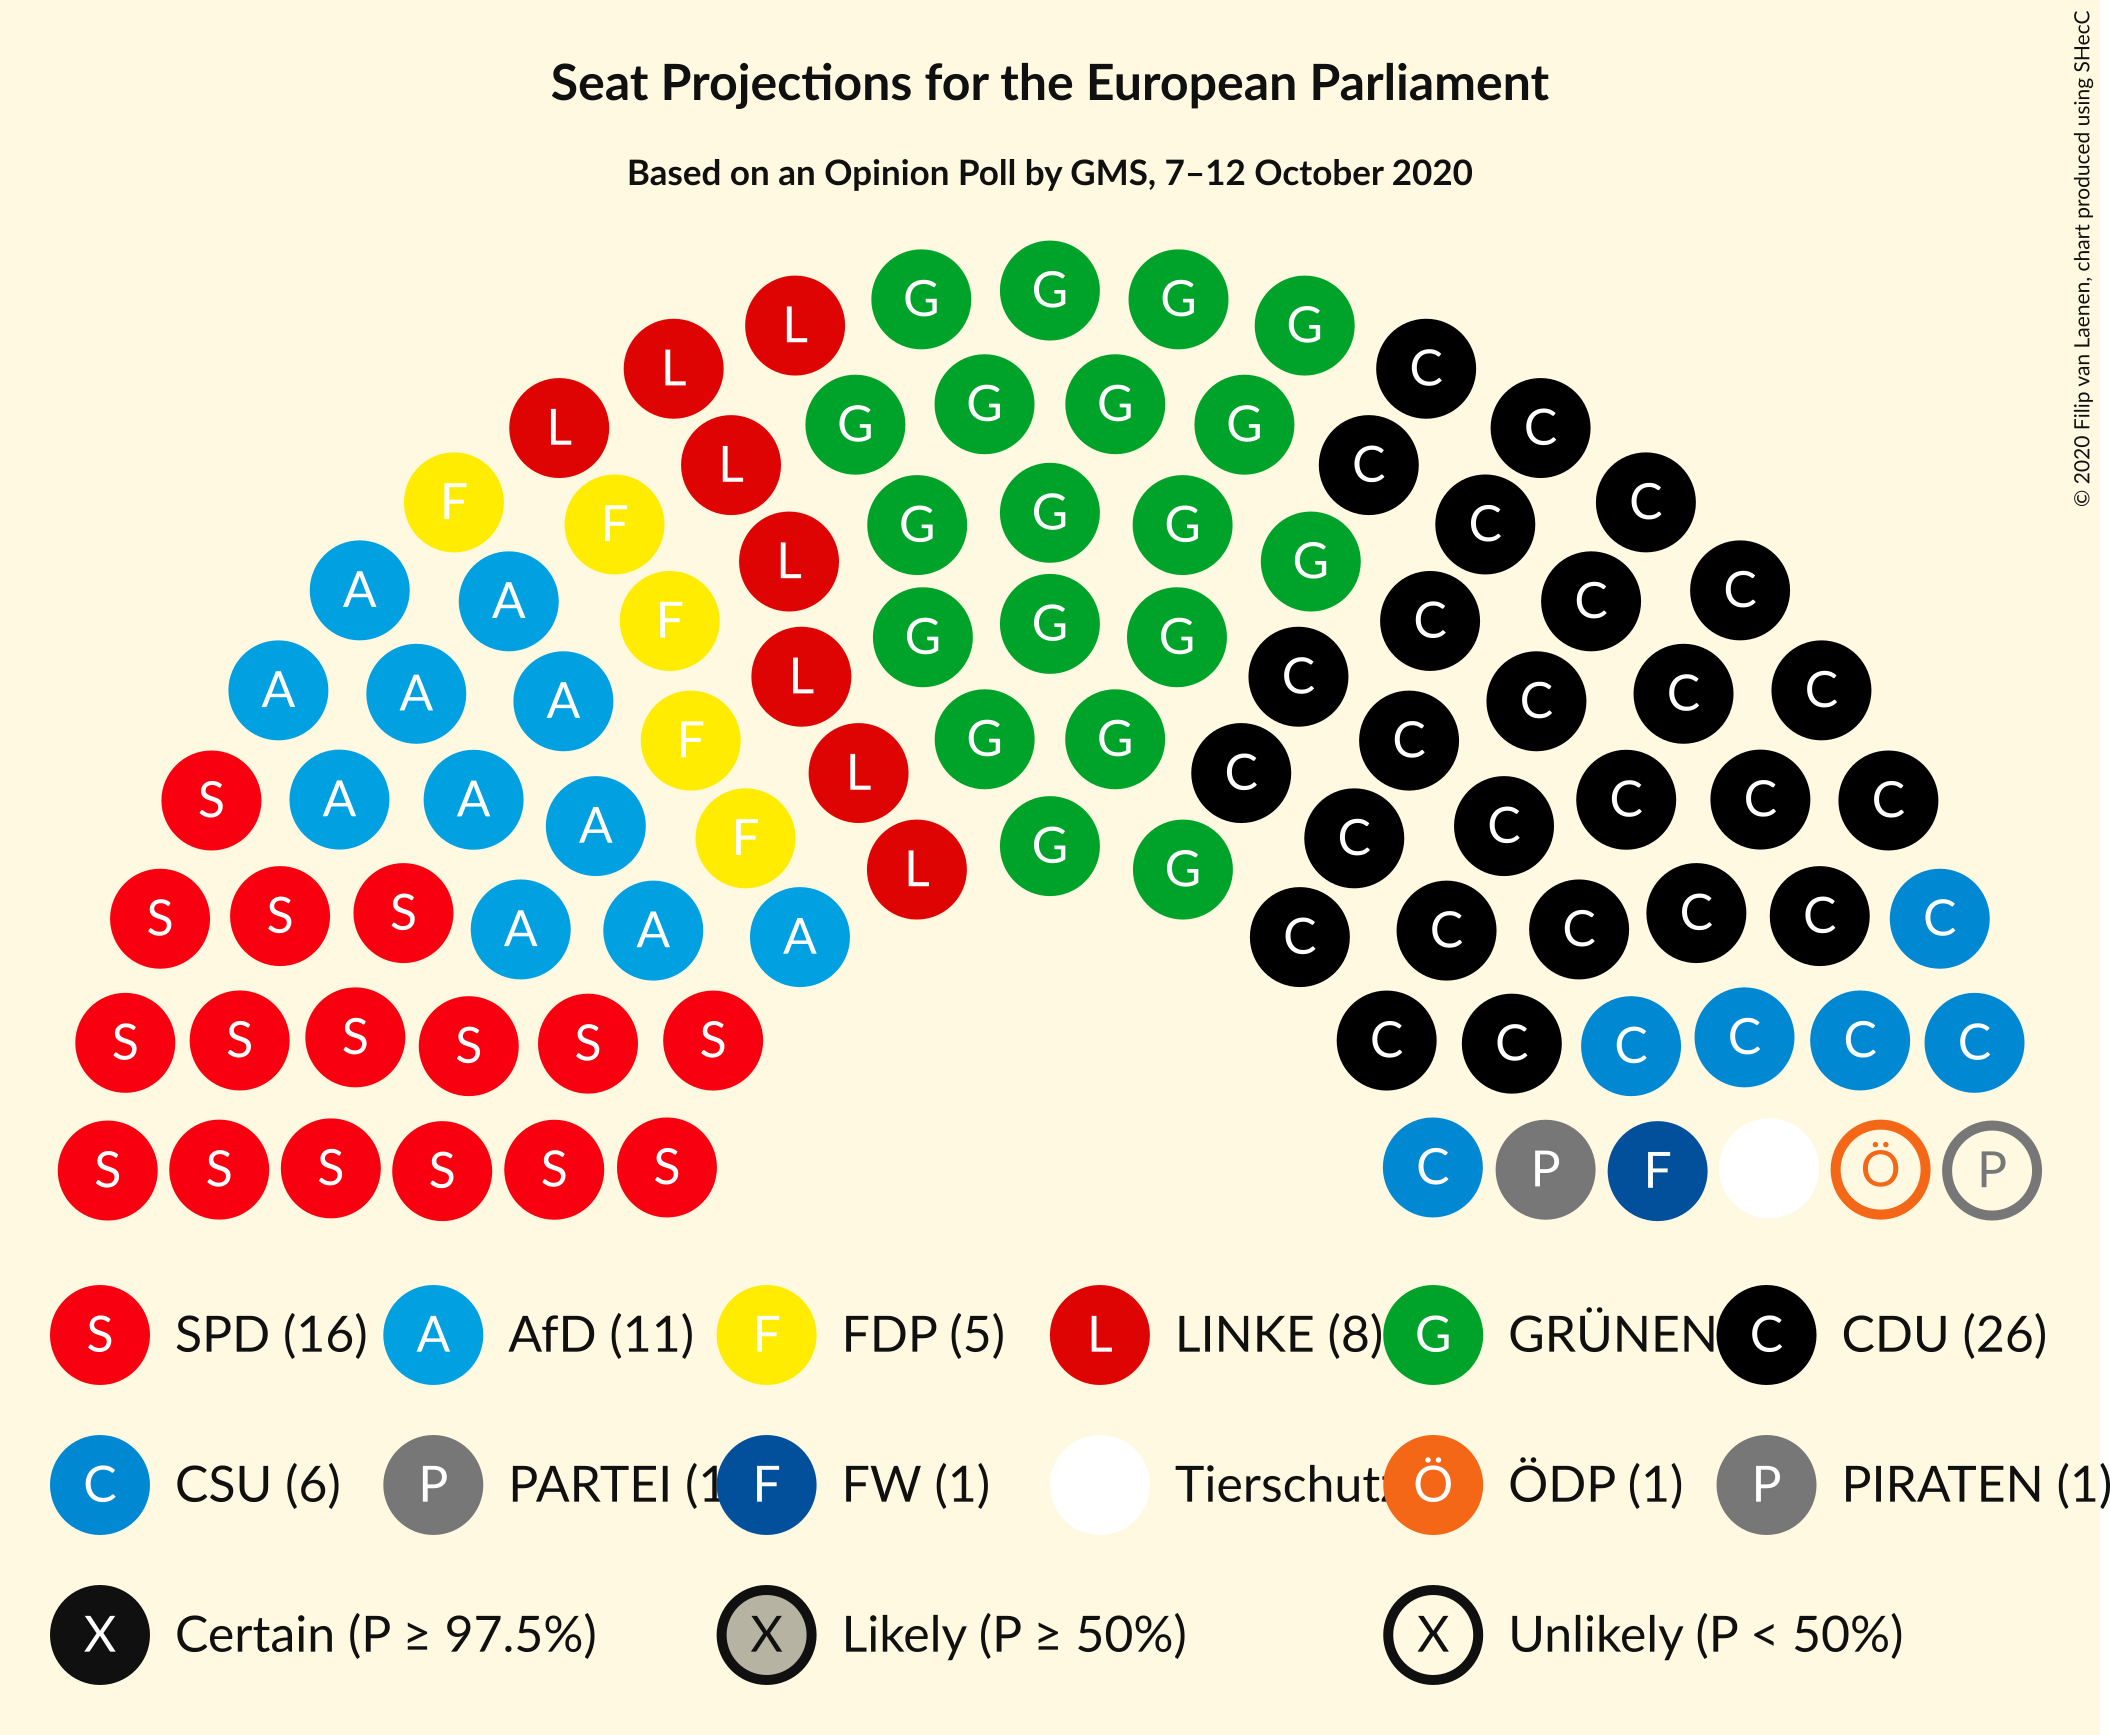 Seat Projections for the European Parliament
Based on an Opinion Poll by GMS, 7–12 October 2020
© 2020 Filip van Laenen, chart produced using SHecC
G G G G
L L L C C C C C
G G G G
L C C C
F F
G G G G
L C
A A F
G G G
L C
A A A F
G G
L C C C C
S A A A F
G G
L C C C C C
S S S A A A C C C C C C
S S S S S S C C C C C C
S S S S S S C P F Ö P
S SPD (16) A AfD (11) F FDP (5) L LINKE (8) G GRÜNEN C CDU (26)
C CSU (6) P PARTEI (1 F FW (1) Tierschutz Ö ÖDP (1) P PIRATEN (1)
X Certain (P ≥ 97.5%) X Likely (P ≥ 50%) X Unlikely (P < 50%)